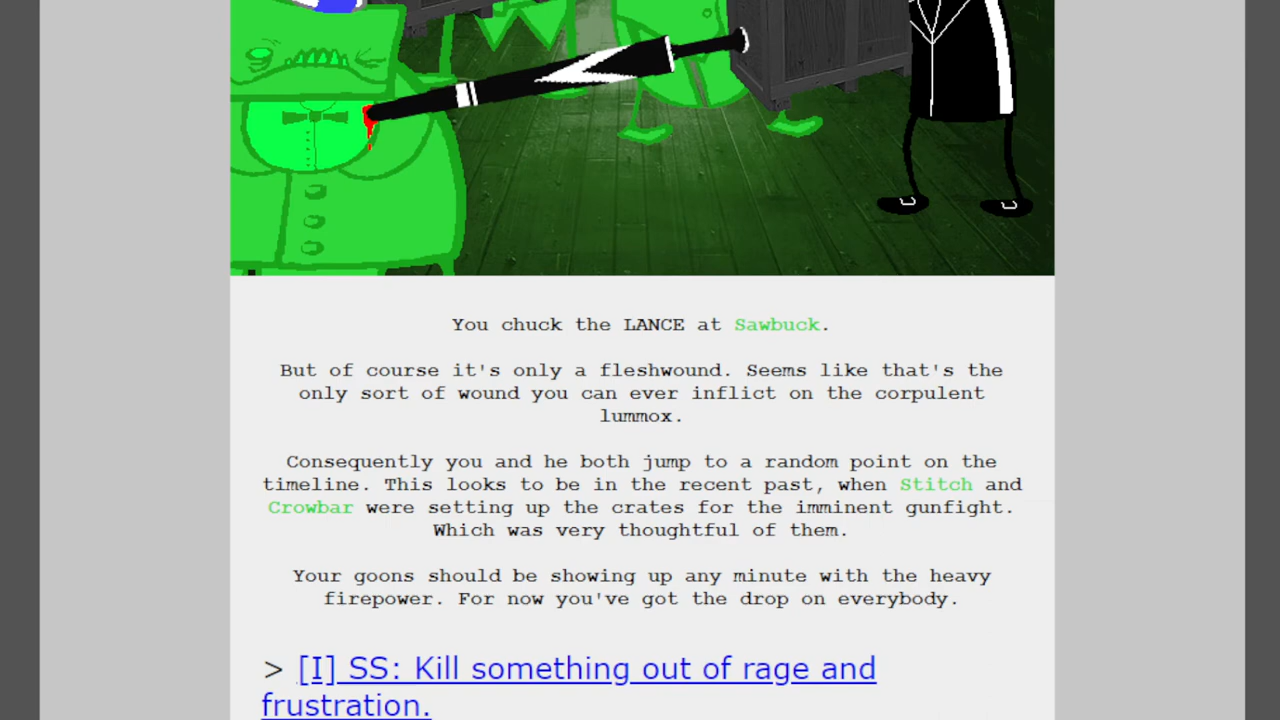 You chuck the LANCE at Sawbuck.
But of course it's only a fleshwound. Seems like that's the
only sort of wound you can ever inflict on the corpulent
lummox.
Consequently you and he both jump to a random point on the
timeline. This looks to be in the recent past, when Stitch and
Crowbar were setting up the crates for the imminent gunfight.
Which was very thoughtful of them.
Your goons should be showing up any minute with the heavy
firepower. For now you've got the drop on everybody.
> [I] SS: Kill something out of rage and
frustration.